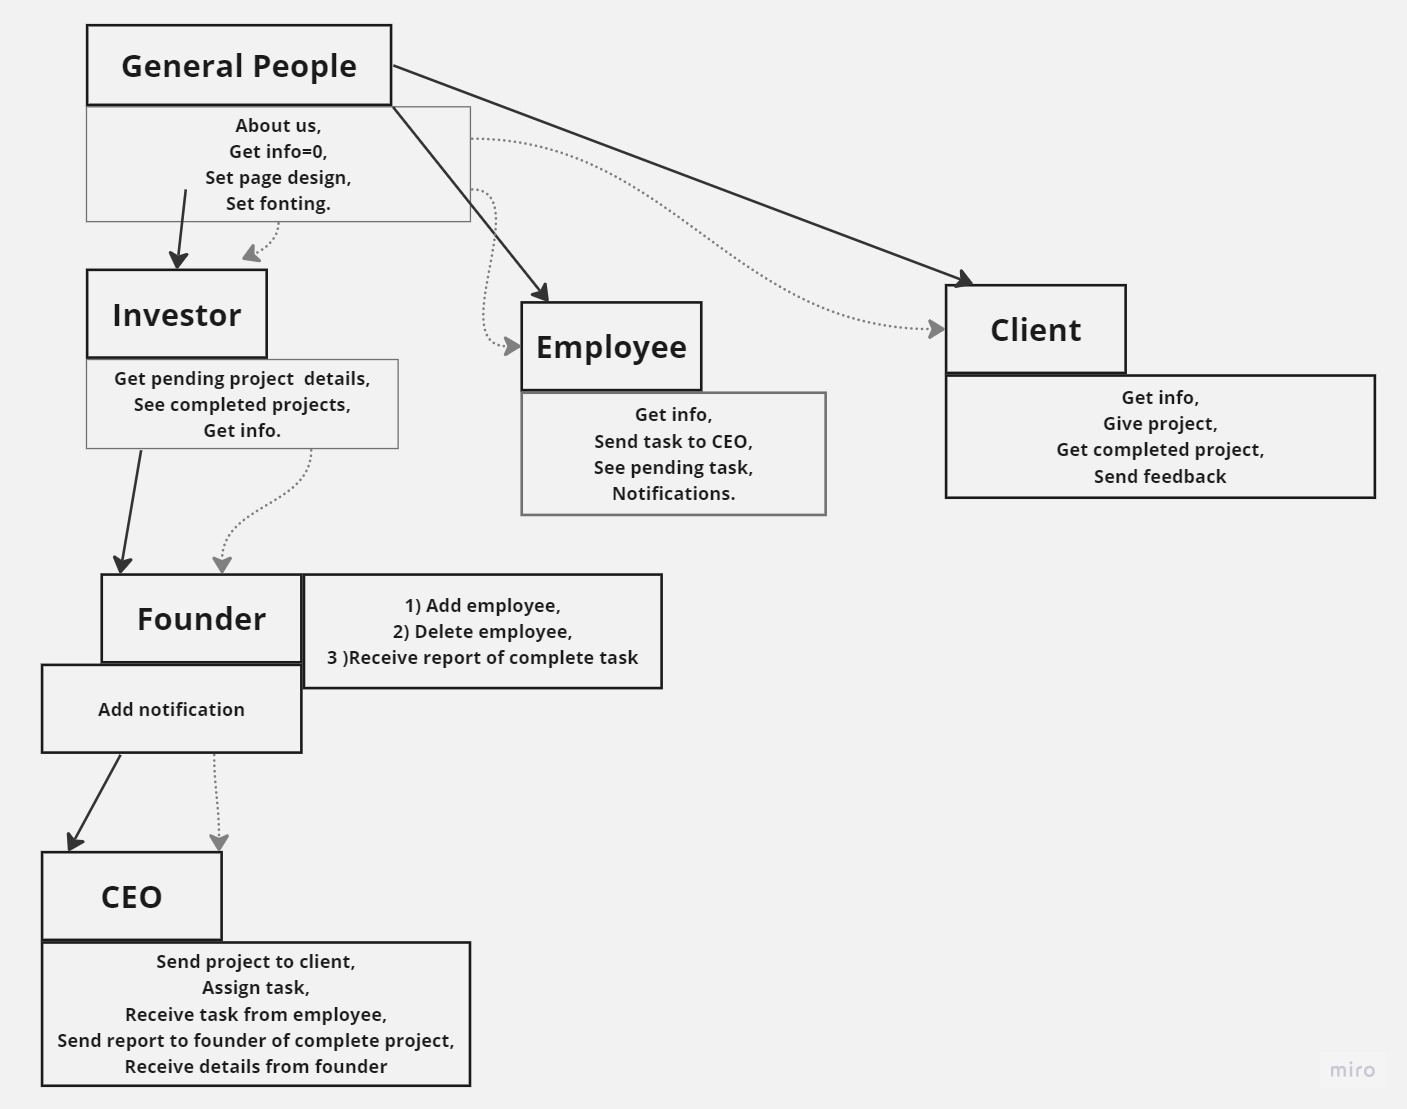 General People
About us,
Get info=0,
Set page design,
Set fonting.
Investor
Get pending project  details,
See completed projects,
Get info.
Employee
Get info,
Send task to CEO,
See pending task,
Notifications.
Client
Get info,
Give project,
Get completed project,
Send feedback
Founder
1) Add employee,
2) Delete employee,
3 )Receive report of complete task
Add notification
CEO
Send project to client,
Assign task,
Receive task from employee,
Send report to founder of complete project,
Receive details from founder
miro